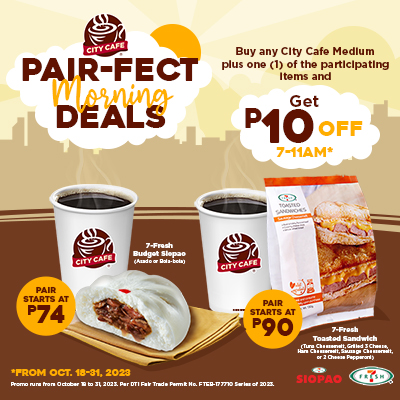 CITY CAFE
PAIR-FECT
Morning
DEALS
Buy any City Cafe Medium
plus one (1) of the participating
items and
Get
P10 OFF
7-11AM*
CITY CAFE
CITY CAFE
7-Fresh
Budget Siopao
(Asado or Bola-bola)
PAIR
STARTS AT
P74
TOASTED
SANDWICHES
PAIR
STARTS AT
P90
7-Fresh
Toasted Sandwich
(Tuna Cheesemelt, Grilled 3 Cheese,
Ham Cheesemelt, Sausage Cheesemelt,
or 2 Cheese Pepperoni)
*FROM OCT. 18-31, 2023
Promo runs from October 18 to 31, 2023. Per DTI Fair Trade Permit No. FTEB-177710 Series of 2023.
SIOPAO
7 FRESH